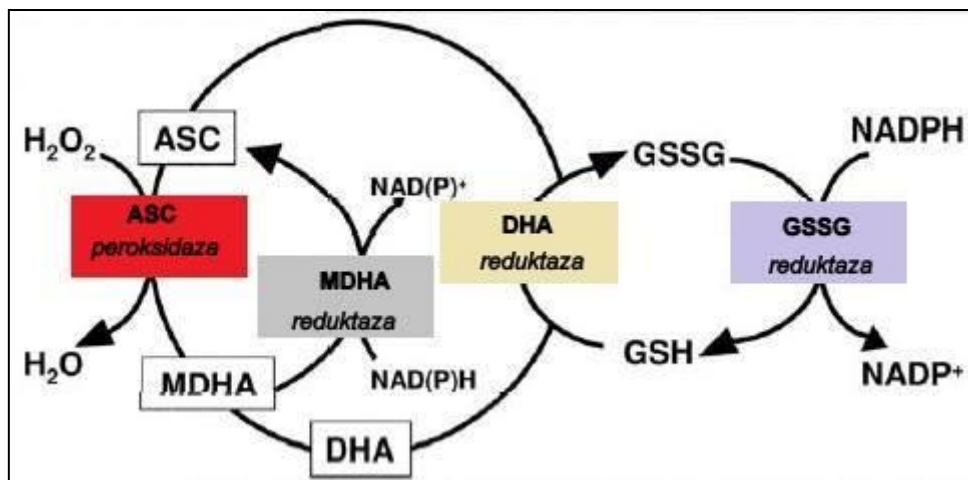 H₂O₂
ASC
ASC
peroksidaza
H₂O
MDHA
DHA
NAD(P)⁺
MDHA
reduktaza
NAD(P)H
DHA
reduktaza
GSSG
GSH
NADPH
GSSG
reduktaza
NADP⁺